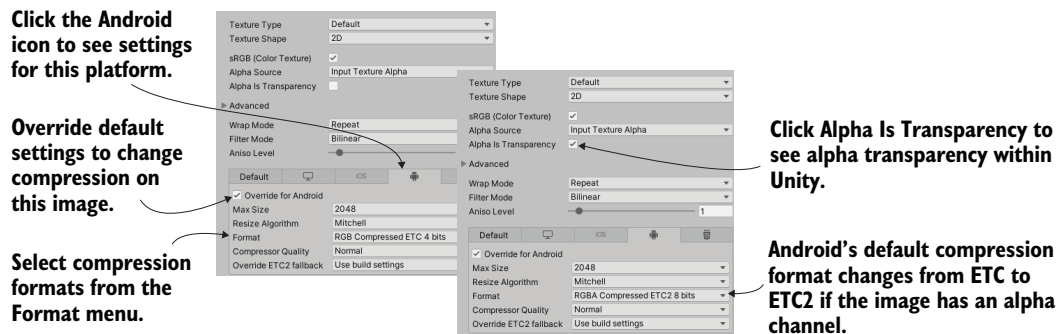 Click the Android
icon to see settings
for this platform.
Override default
settings to change
compression on
this image.
Select compression
formats from the
Format menu.
Texture Type Default
Texture Shape 2D
sRGB (Color Texture)
Alpha Source Input Texture Alpha
Alpha Is Transparency
Advanced
Wrap Mode Repeat
Filter Mode Bilinear
Aniso Level
Default iOS
Override for Android
Max Size 2048
Resize Algorithm Mitchell
Format RGB Compressed ETC 4 bits
Compressor Quality Normal
Override ETC2 fallback Use build settings
Texture Type Default
Texture Shape 2D
sRGB (Color Texture)
Alpha Source Input Texture Alpha
Alpha Is Transparency
Advanced
Wrap Mode Repeat
Filter Mode Bilinear
Aniso Level 1
Default iOS
Override for Android
Max Size 2048
Resize Algorithm Mitchell
Format RGBA Compressed ETC2 8 bits
Compressor Quality Normal
Override ETC2 fallback Use build settings
Click Alpha Is Transparency to
see alpha transparency within
Unity.
Android's default compression
format changes from ETC to
ETC2 if the image has an alpha
channel.